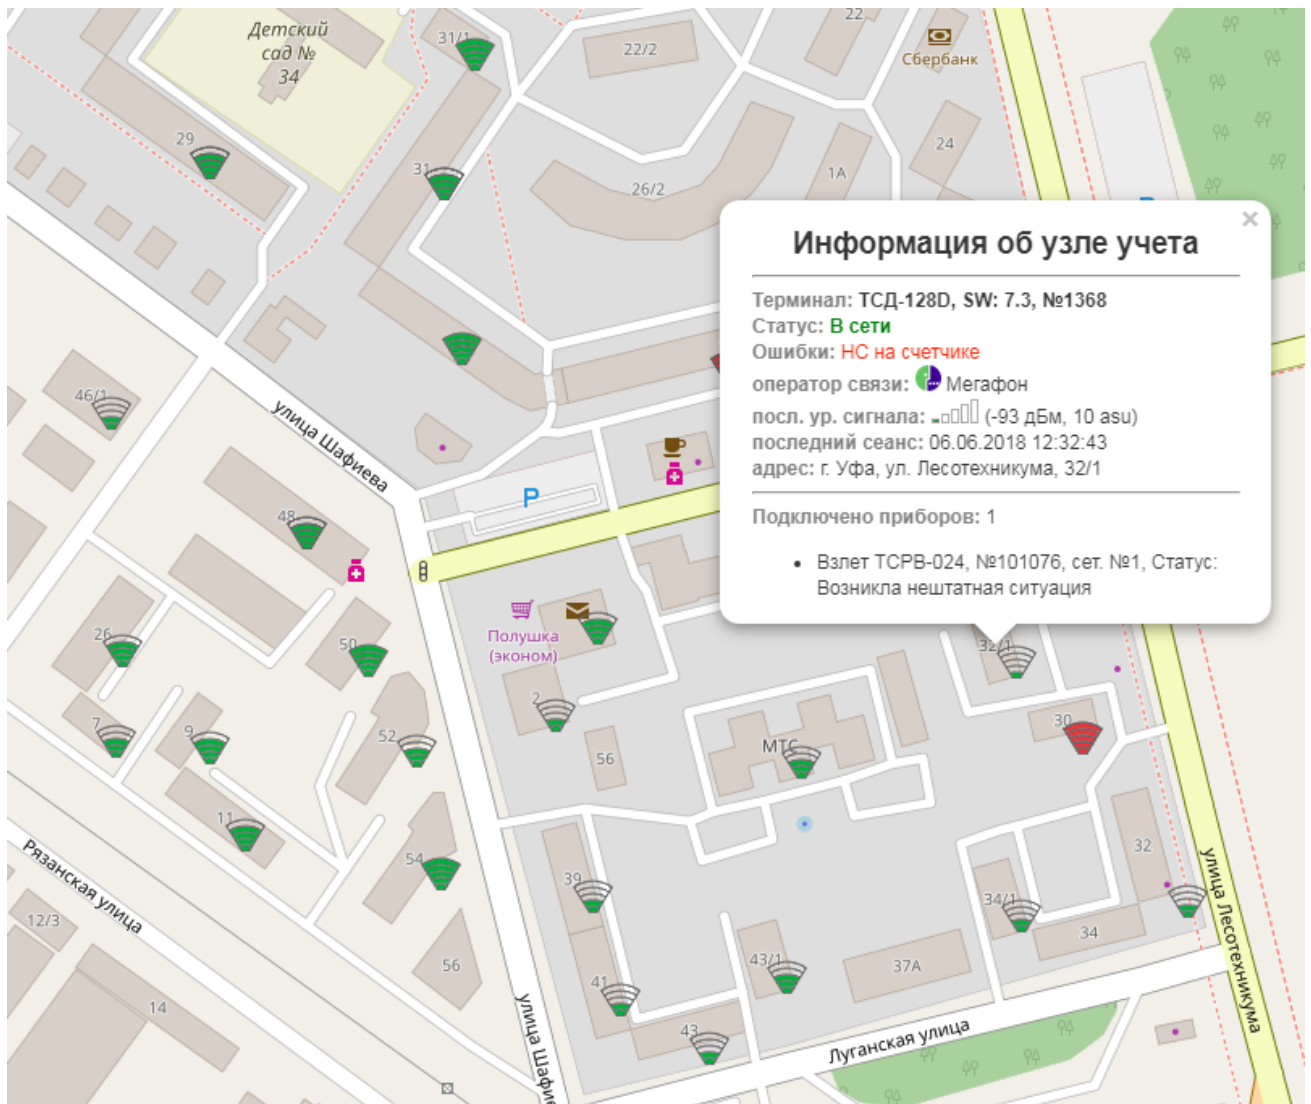 Детский
сад №
34
31/1
22/2
22
Сбербанк
29
31
26/2
1А
24
Информация об узле учета
×
Терминал: ТСД-128D, SW: 7.3, №1368
Статус: В сети
Ошибки: НС на счетчике
оператор связи: Мегафон
посл. ур. сигнала: (-93 дБм, 10 asu)
последний сеанс: 06.06.2018 12:32:43
адрес: г. Уфа, ул. Лесотехникума, 32/1
Подключено приборов: 1
• Взлет ТСРВ-024, №101076, сет. №1, Статус:
Возникла нештатная ситуация
46/1
улица Шафиева
P
48
50
26
Полушка
(эконом)
32/1
7
9
52
2
56
МТС
30
11
54
39
32
34/1
34
улица Лесотехникума
Рязанская улица
12/3
14
56
41
43/1
37А
43
улица Шафие
Луганская улица